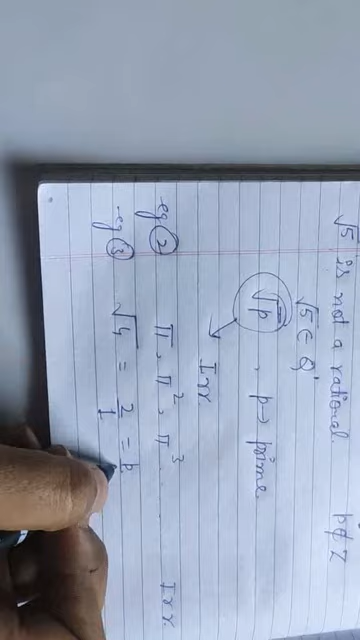 √5 is not a rational. p, q ∉ Z
√5 ∈ Q'
√p , p → prime
Irr.
eg ② π, π², π³ ........ Irr.
eg ③ √4 = 2/1 = p